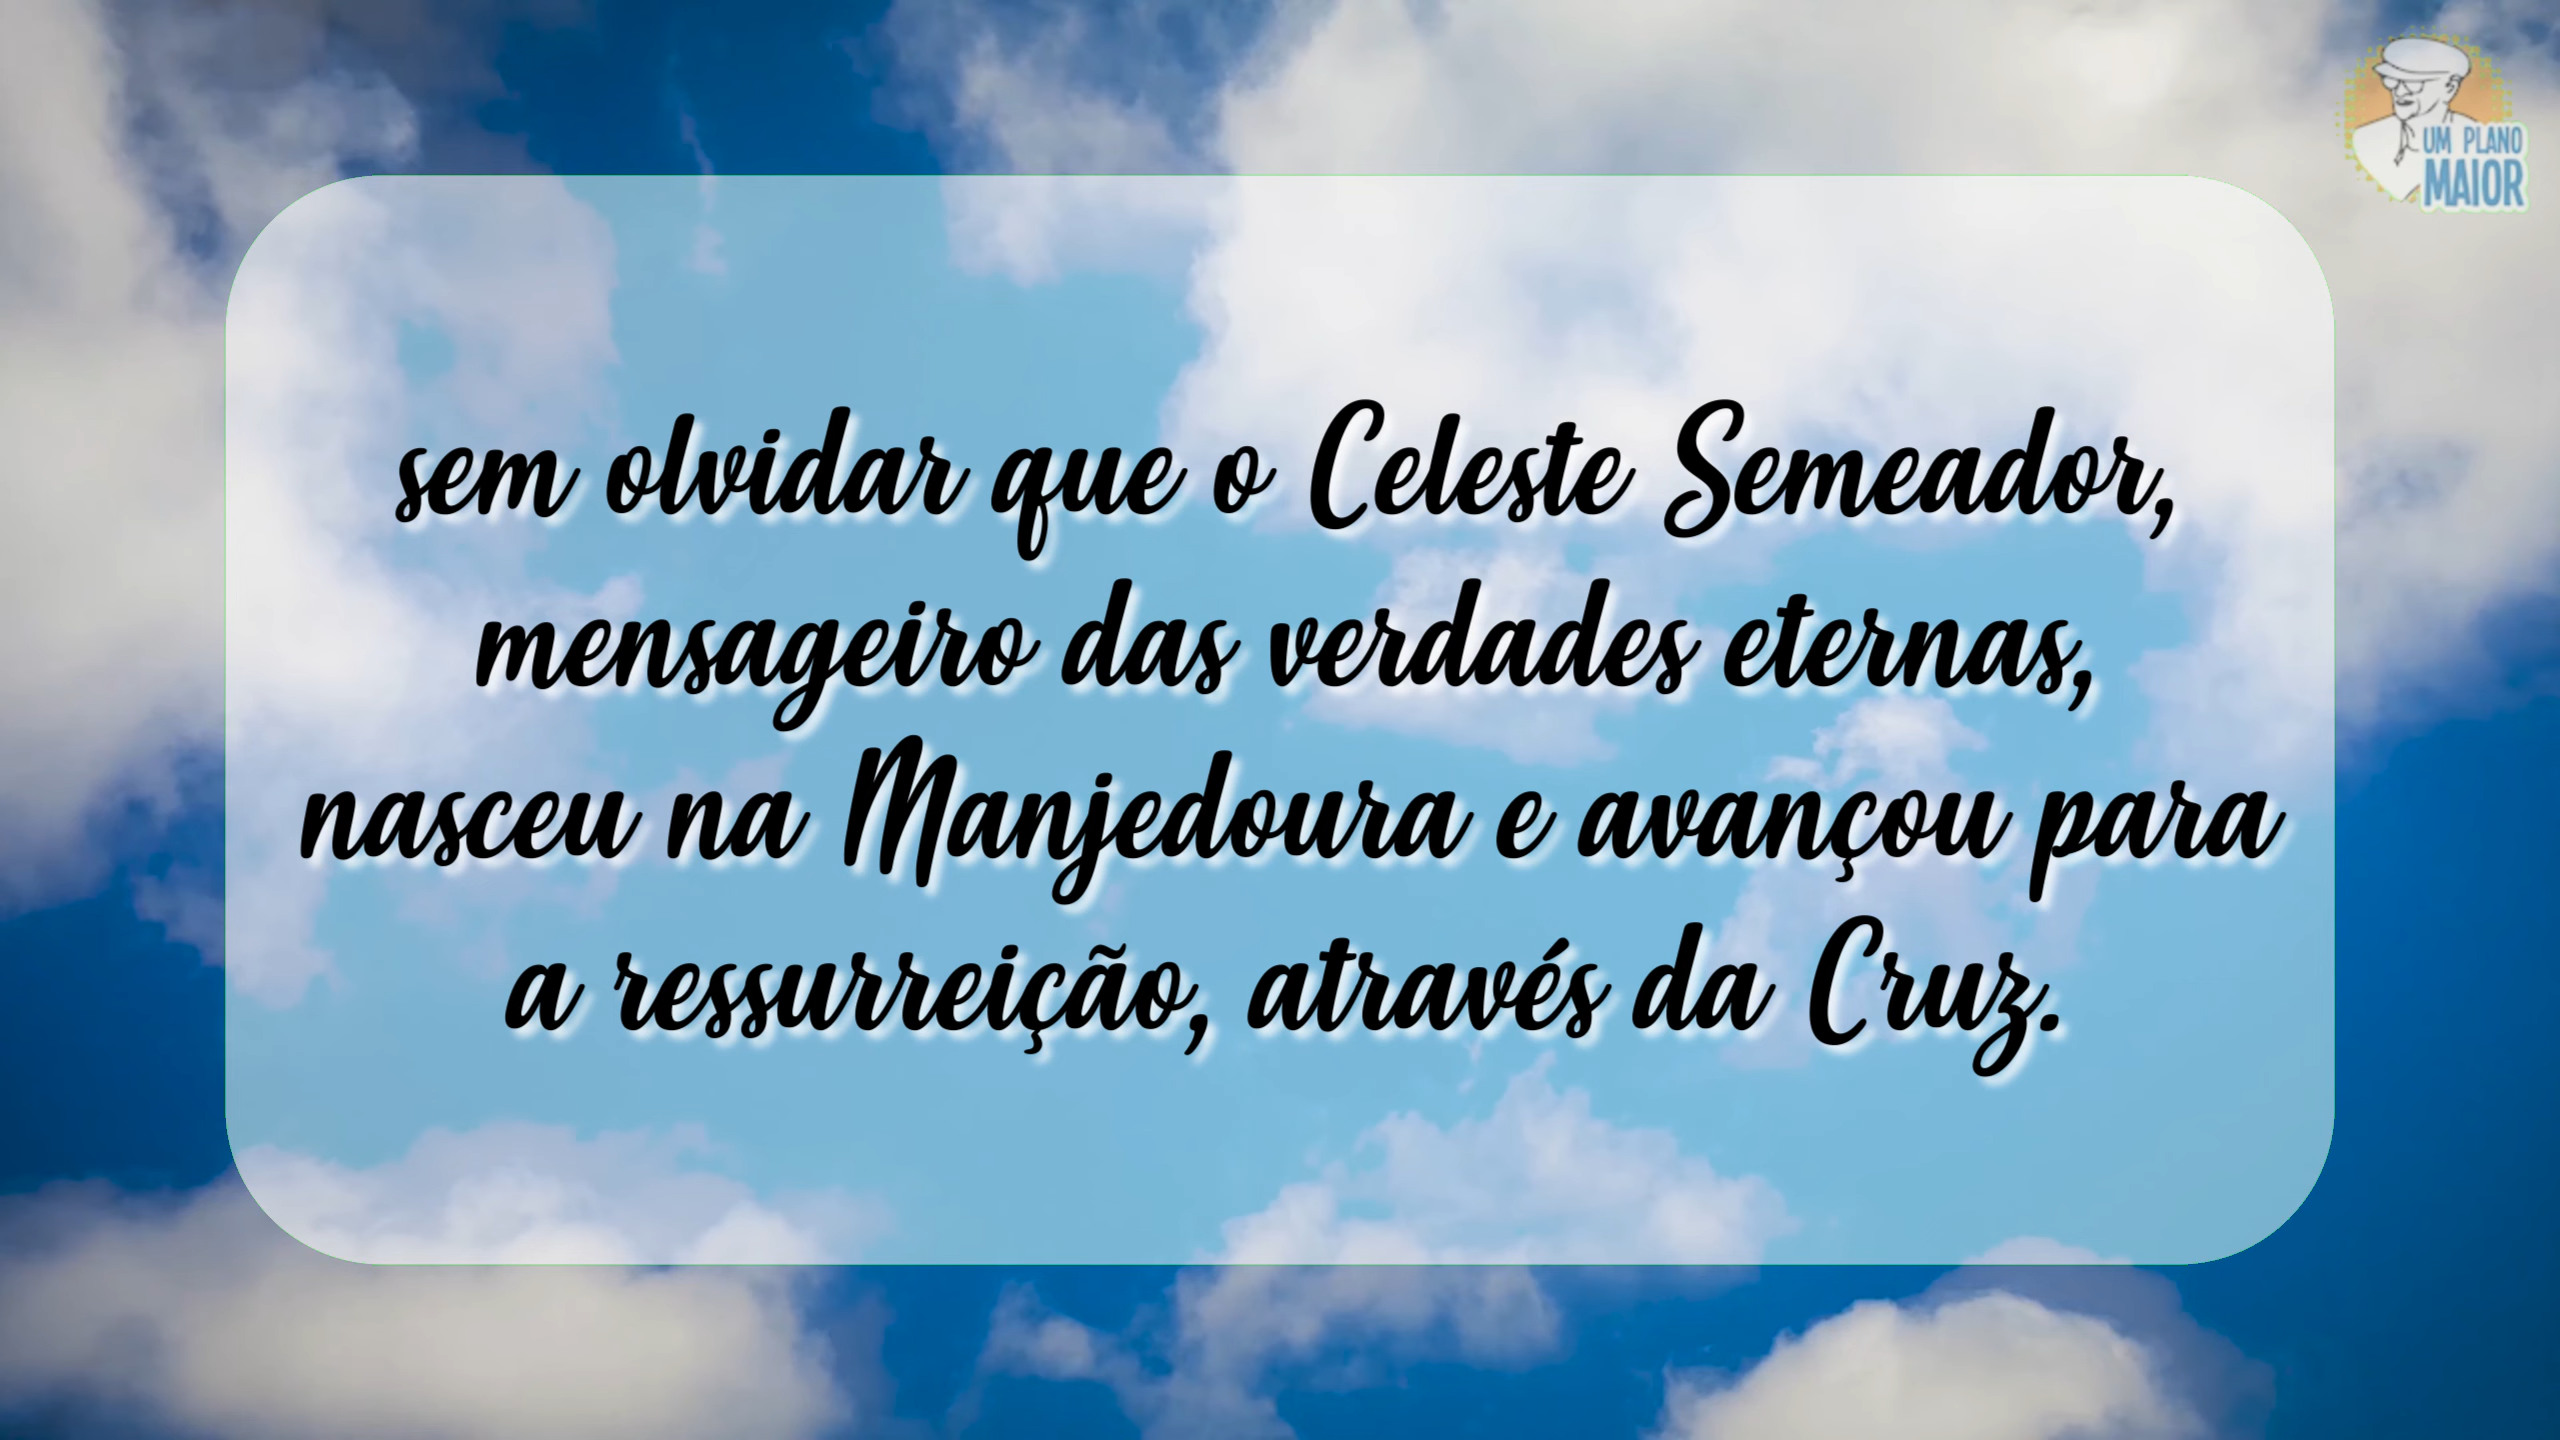 UM PLANO
MAIOR
sem olvidar que o Celeste Semeador,
mensageiro das verdades eternas,
nasceu na Manjedoura e avançou para
a ressurreição, através da Cruz.